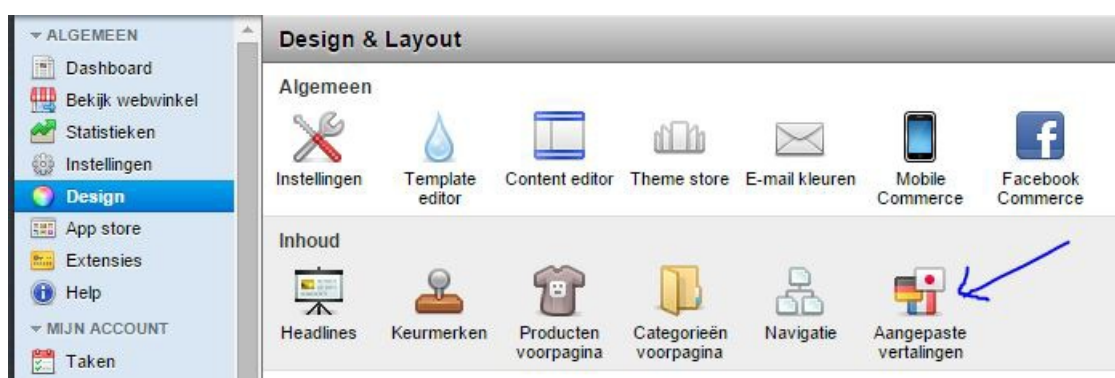 ALGEMEEN
Dashboard
Bekijk webwinkel
Statistieken
Instellingen
Design
App store
Extensies
Help
MIJN ACCOUNT
Taken
Design & Layout
Algemeen
Instellingen
Template
editor
Content editor
Theme store
E-mail kleuren
Mobile
Commerce
Facebook
Commerce
Inhoud
Headlines
Keurmerken
Producten
voorpagina
Categorieën
voorpagina
Navigatie
Aangepaste
vertalingen